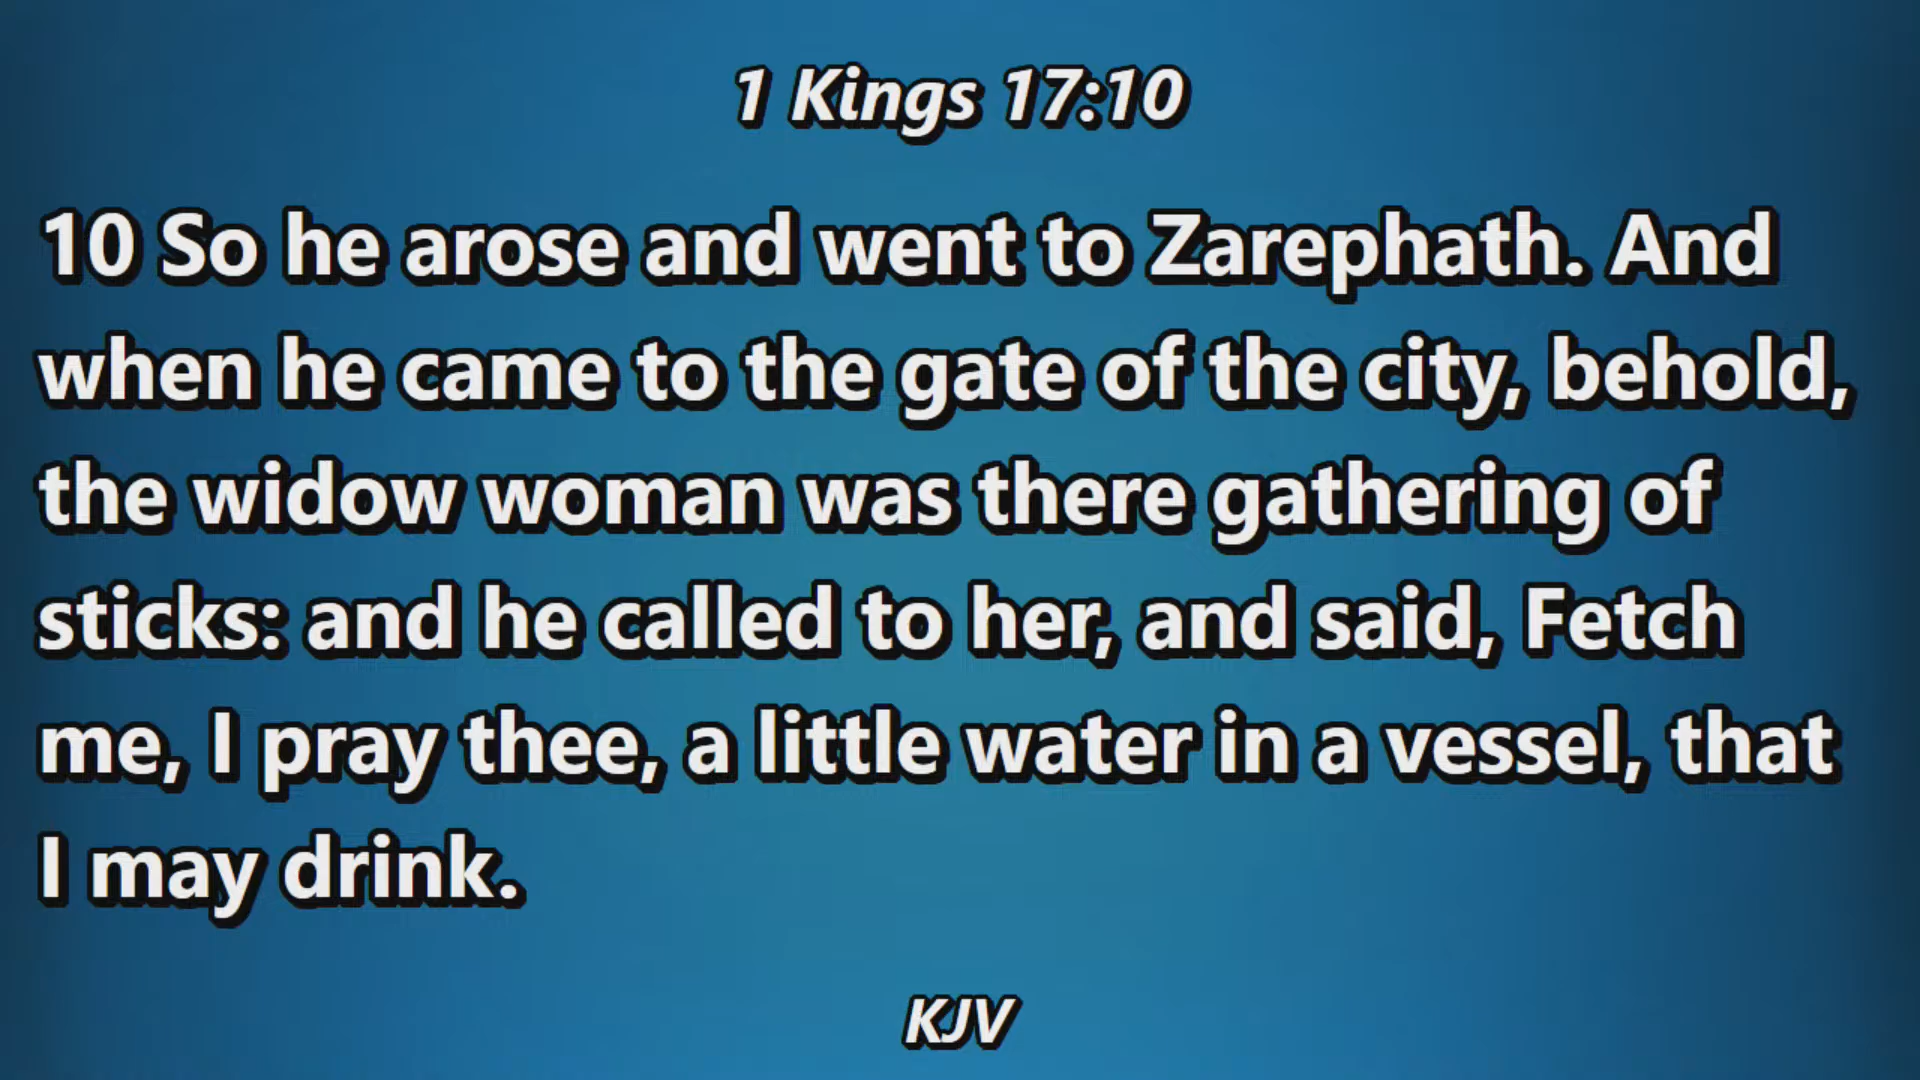 1 Kings 17:10
10 So he arose and went to Zarephath. And
when he came to the gate of the city, behold,
the widow woman was there gathering of
sticks: and he called to her, and said, Fetch
me, I pray thee, a little water in a vessel, that
I may drink.
KJV